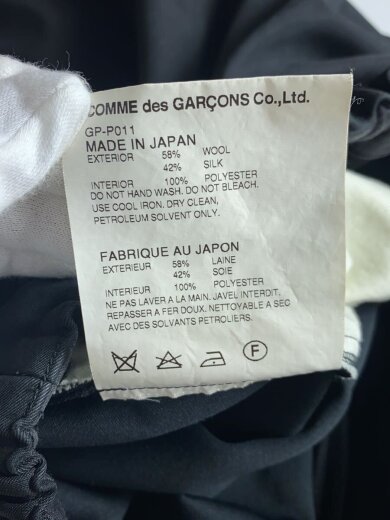 COMME des GARÇONS Co., Ltd.
GP-P011
MADE IN JAPAN
EXTERIOR 58% WOOL
42% SILK
INTERIOR 100% POLYESTER
DO NOT HAND WASH. DO NOT BLEACH.
USE COOL IRON. DRY CLEAN,
PETROLEUM SOLVENT ONLY.
FABRIQUE AU JAPON
EXTERIEUR 58% LAINE
42% SOIE
INTERIEUR 100% POLYESTER
NE PAS LAVER A LA MAIN. JAVEL INTERDIT.
REPASSER A FER DOUX. NETTOYABLE A SEC
AVEC DES SOLVANTS PETROLIERS.
F